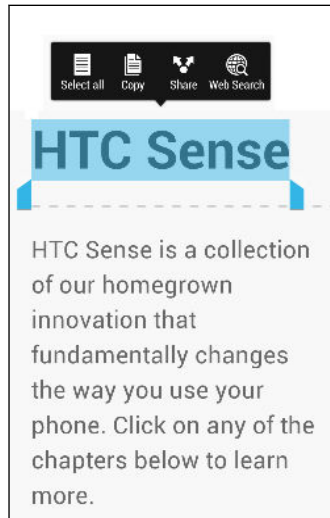 Select all Copy Share Web Search
HTC Sense
HTC Sense is a collection
of our homegrown
innovation that
fundamentally changes
the way you use your
phone. Click on any of the
chapters below to learn
more.